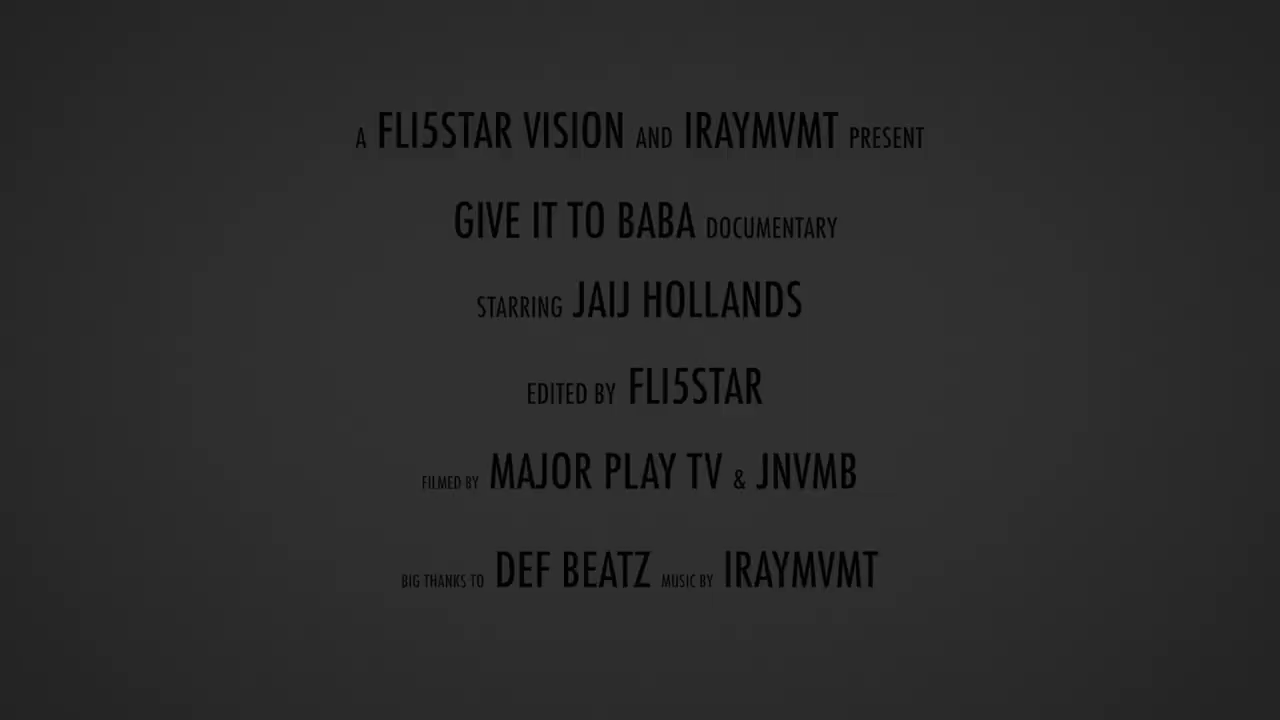 A FLI5STAR VISION AND IRAYMVMT PRESENT
GIVE IT TO BABA DOCUMENTARY
STARRING JAIJ HOLLANDS
EDITED BY FLI5STAR
FILMED BY MAJOR PLAY TV & JNVMB
BIG THANKS TO DEF BEATZ MUSIC BY IRAYMVMT